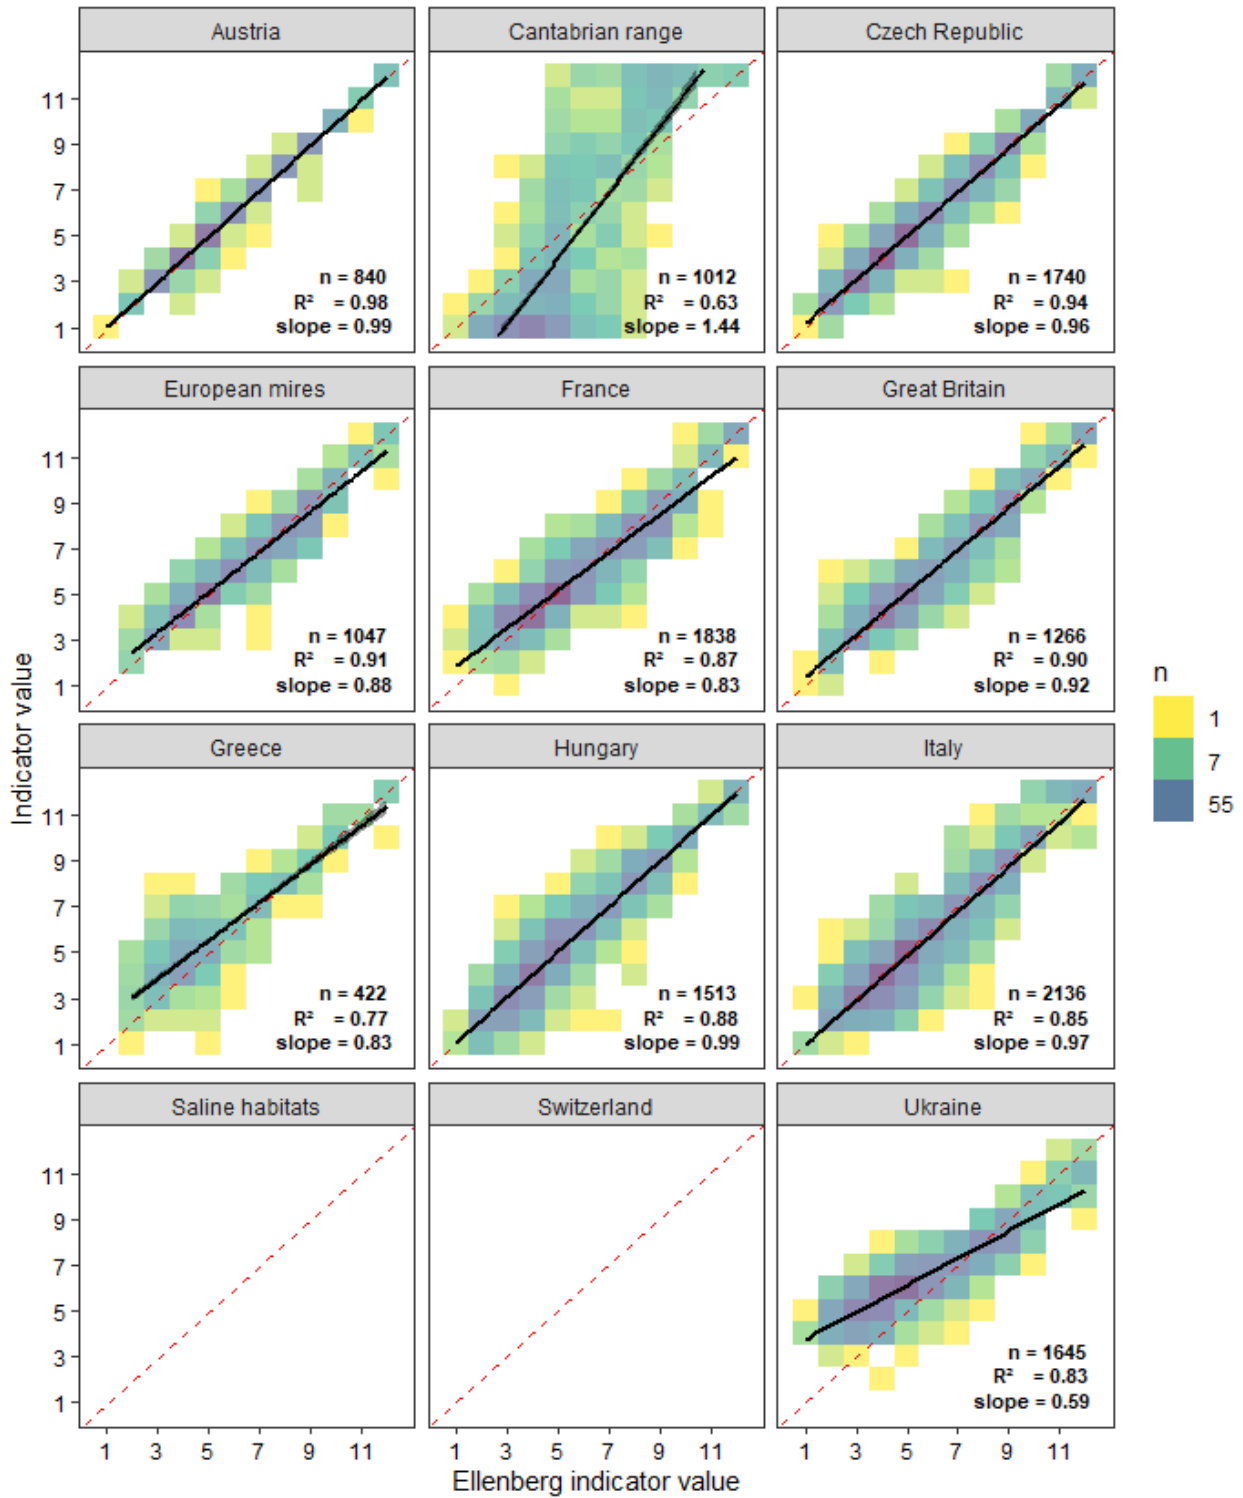 Austria
Cantabrian range
Czech Republic
11
9
7
5
3
1
n = 840
R² = 0.98
slope = 0.99
n = 1012
R² = 0.63
slope = 1.44
n = 1740
R² = 0.94
slope = 0.96
European mires
France
Great Britain
11
9
7
5
3
1
n = 1047
R² = 0.91
slope = 0.88
n = 1838
R² = 0.87
slope = 0.83
n = 1266
R² = 0.90
slope = 0.92
Greece
Hungary
Italy
11
9
7
5
3
1
n = 422
R² = 0.77
slope = 0.83
n = 1513
R² = 0.88
slope = 0.99
n = 2136
R² = 0.85
slope = 0.97
Saline habitats
Switzerland
Ukraine
11
9
7
5
3
1
n = 1645
R² = 0.83
slope = 0.59
1 3 5 7 9 11
1 3 5 7 9 11
1 3 5 7 9 11
Ellenberg indicator value
Indicator value
n
1
7
55